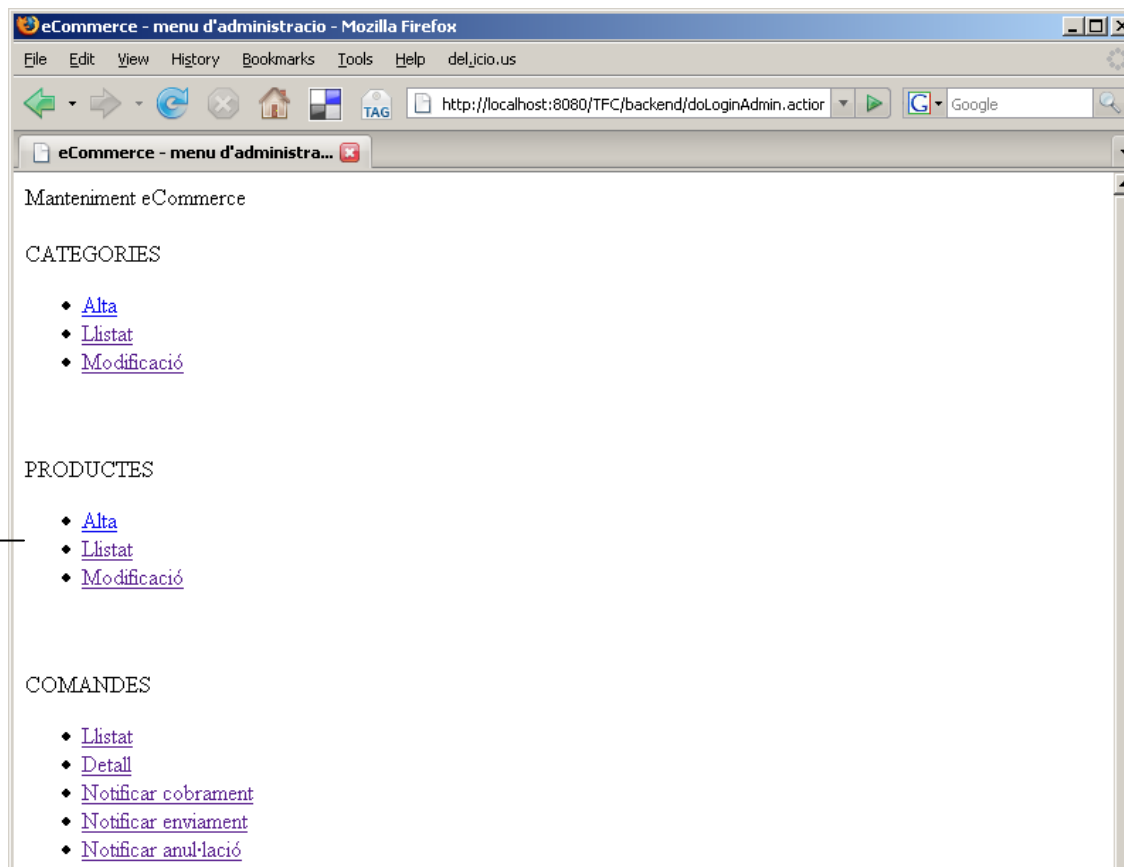 eCommerce - menu d'administracio - Mozilla Firefox
File Edit View History Bookmarks Tools Help del.icio.us
TAG http://localhost:8080/TFC/backend/doLoginAdmin.action G Google
eCommerce - menu d'administra...
Manteniment eCommerce
CATEGORIES
Alta
Llistat
Modificació
PRODUCTES
Alta
Llistat
Modificació
COMANDES
Llistat
Detall
Notificar cobrament
Notificar enviament
Notificar anul·lació